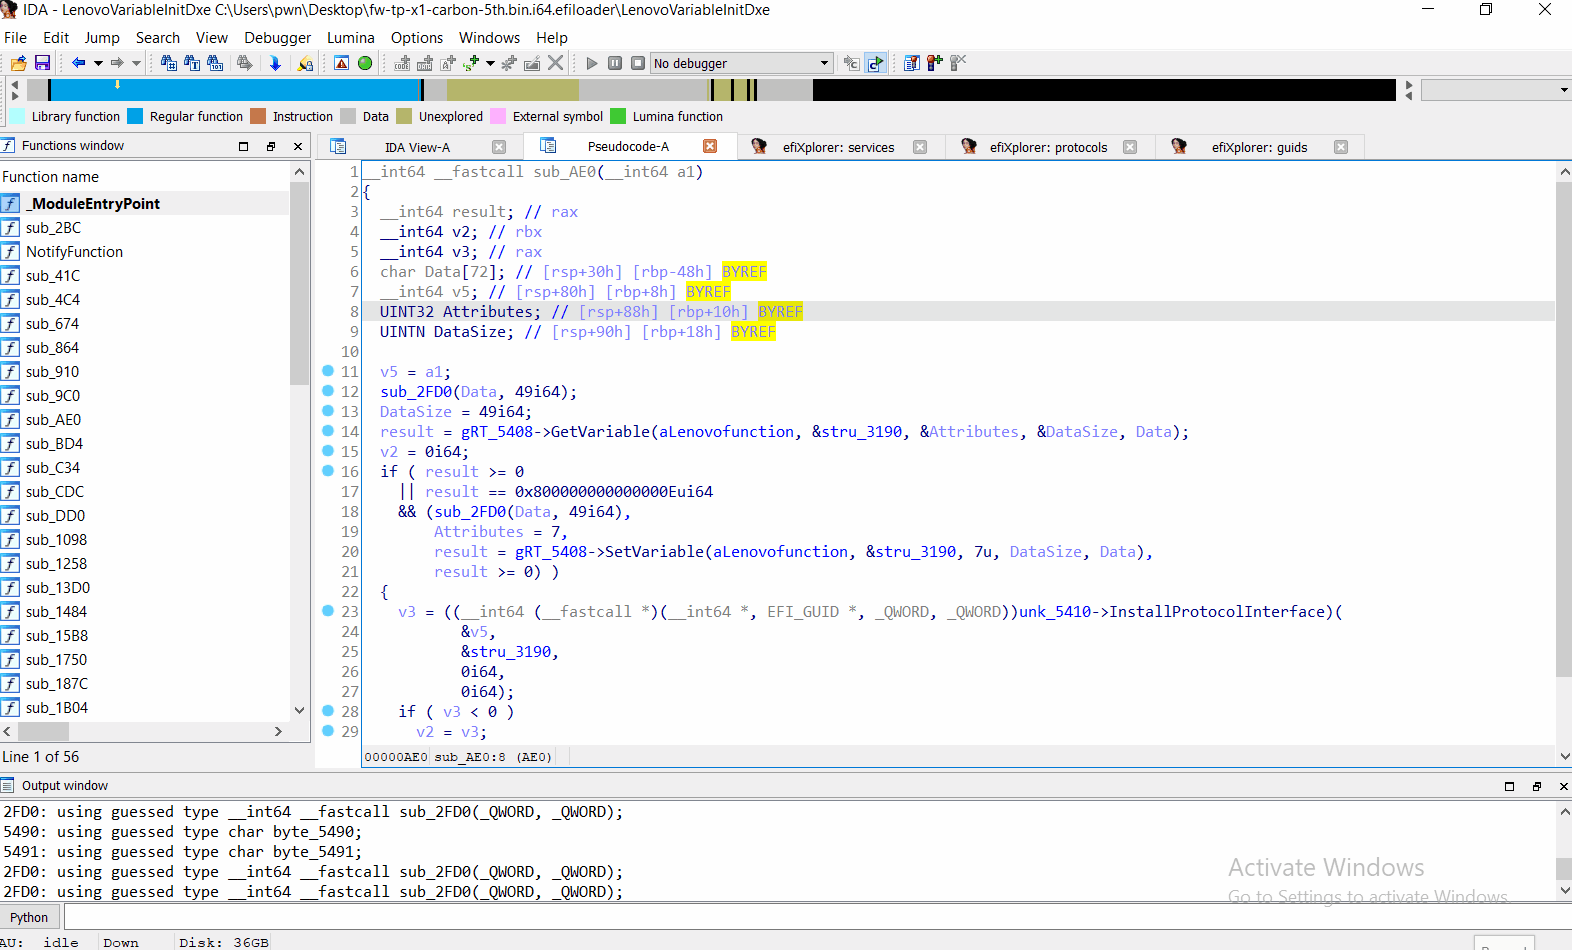 IDA - LenovoVariableInitDxe C:\Users\pwn\Desktop\fw-tp-x1-carbon-5th.bin.i64.efiloader\LenovoVariableInitDxe
File Edit Jump Search View Debugger Lumina Options Windows Help
No debugger
Library function Regular function Instruction Data Unexplored External symbol Lumina function
Functions window
IDA View-A Pseudocode-A efiXplorer: services efiXplorer: protocols efiXplorer: guids
Function name
_ModuleEntryPoint
sub_2BC
NotifyFunction
sub_41C
sub_4C4
sub_674
sub_864
sub_910
sub_9C0
sub_AE0
sub_BD4
sub_C34
sub_CDC
sub_DD0
sub_1098
sub_1258
sub_13D0
sub_1484
sub_15B8
sub_1750
sub_187C
sub_1B04
Line 1 of 56
1 __int64 __fastcall sub_AE0(__int64 a1)
2 {
3 __int64 result; // rax
4 __int64 v2; // rbx
5 __int64 v3; // rax
6 char Data[72]; // [rsp+30h] [rbp-48h] BYREF
7 __int64 v5; // [rsp+80h] [rbp+8h] BYREF
8 UINT32 Attributes; // [rsp+88h] [rbp+10h] BYREF
9 UINTN DataSize; // [rsp+90h] [rbp+18h] BYREF
10
11 v5 = a1;
12 sub_2FD0(Data, 49i64);
13 DataSize = 49i64;
14 result = gRT_5408->GetVariable(aLenovofunction, &stru_3190, &Attributes, &DataSize, Data);
15 v2 = 0i64;
16 if ( result >= 0
17 || result == 0x800000000000000Eui64
18 && (sub_2FD0(Data, 49i64),
19 Attributes = 7,
20 result = gRT_5408->SetVariable(aLenovofunction, &stru_3190, 7u, DataSize, Data),
21 result >= 0) )
22 {
23 v3 = ((__int64 (__fastcall *)(__int64 *, EFI_GUID *, _QWORD, _QWORD))unk_5410->InstallProtocolInterface)(
24 &v5,
25 &stru_3190,
26 0i64,
27 0i64);
28 if ( v3 < 0 )
29 v2 = v3;
00000AE0 sub_AE0:8 (AE0)
Output window
2FD0: using guessed type __int64 __fastcall sub_2FD0(_QWORD, _QWORD);
5490: using guessed type char byte_5490;
5491: using guessed type char byte_5491;
2FD0: using guessed type __int64 __fastcall sub_2FD0(_QWORD, _QWORD);
2FD0: using guessed type __int64 __fastcall sub_2FD0(_QWORD, _QWORD);
Activate Windows
Go to Settings to activate Windows.
Python
AU: idle Down Disk: 36GB